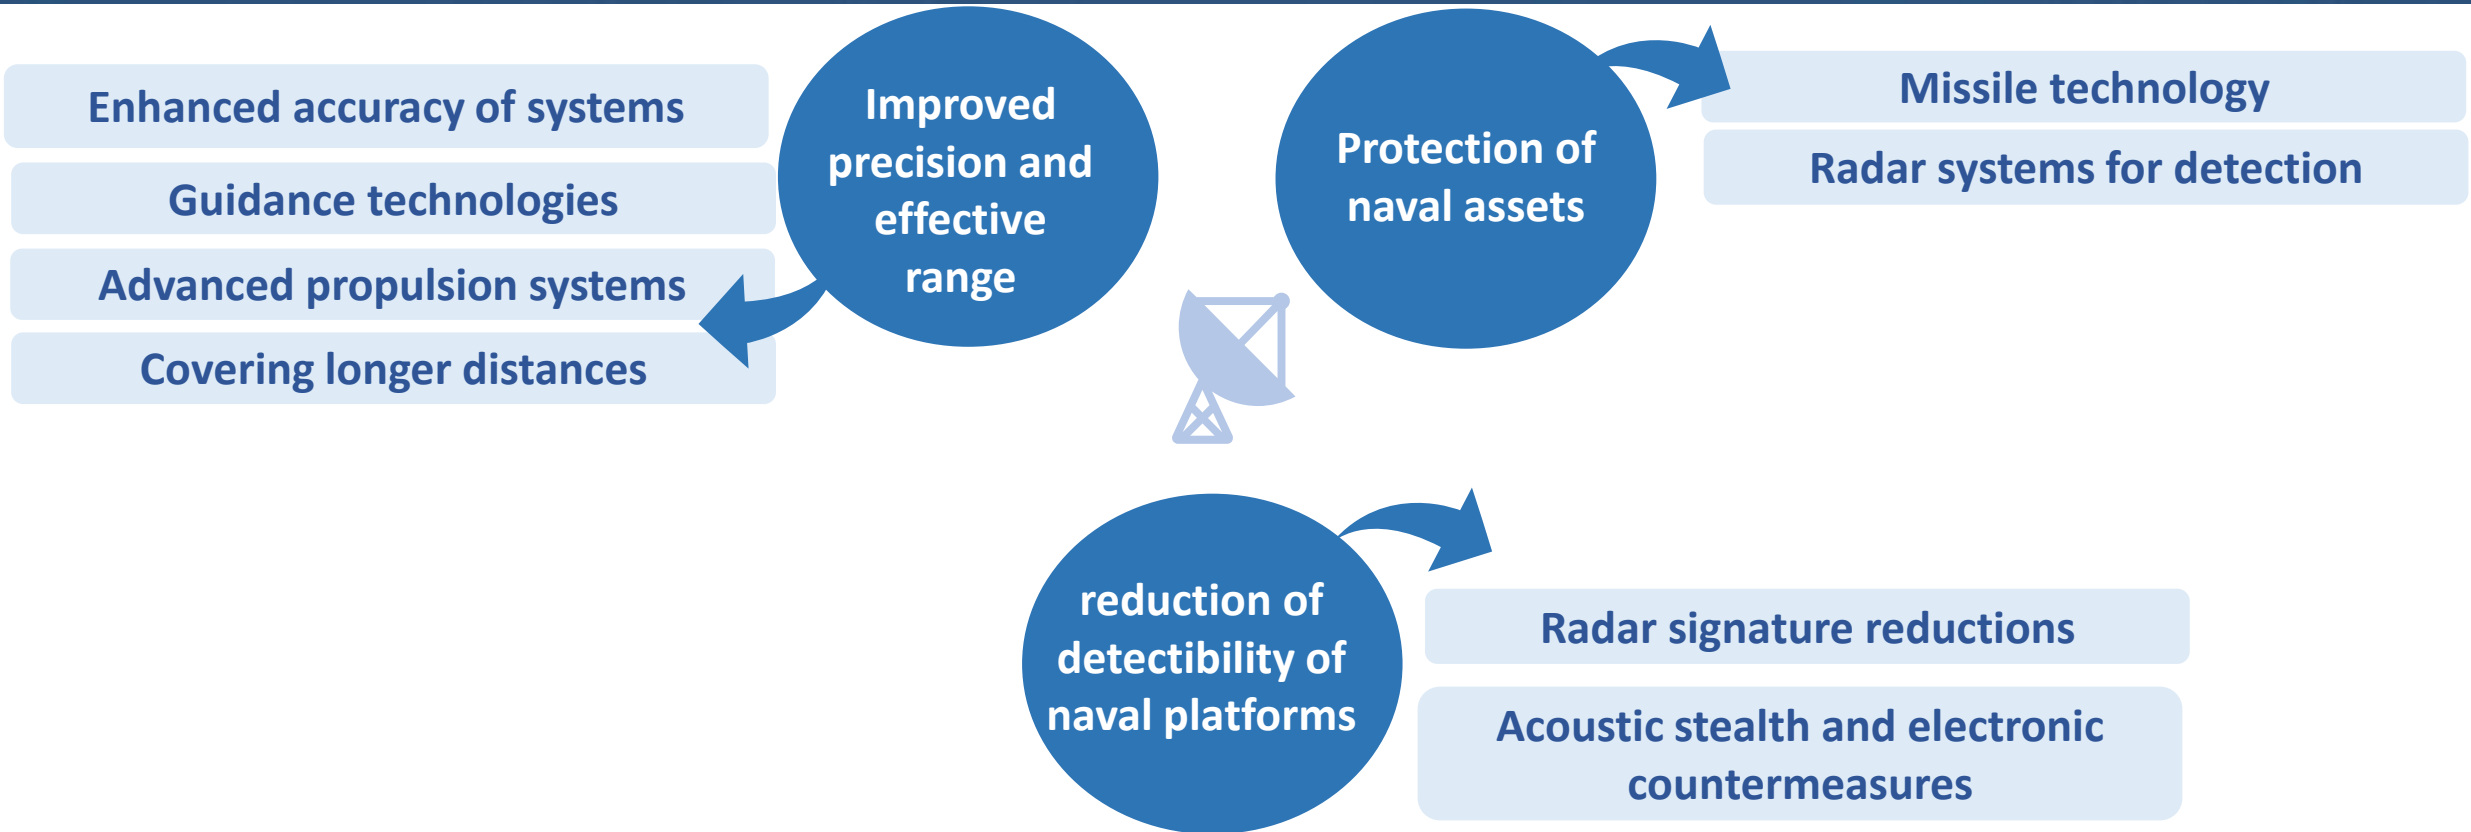 Enhanced accuracy of systems
Guidance technologies
Advanced propulsion systems
Covering longer distances
Improved
precision and
effective
range
Protection of
naval assets
Missile technology
Radar systems for detection
reduction of
detectibility of
naval platforms
Radar signature reductions
Acoustic stealth and electronic
countermeasures